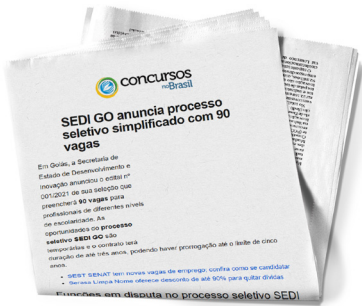 concursos
noBrasil
SEDI GO anuncia processo
seletivo simplificado com 90
vagas
Em Goiás, a Secretaria de
Estado de Desenvolvimento e
Inovação anunciou o edital nº
001/2021 de sua seleção que
preencherá 90 vagas para
profissionais de diferentes níveis
de escolaridade. As
oportunidades do processo
seletivo SEDI GO são
temporárias e o contrato terá
duração de até três anos, podendo haver prorrogação até o limite de cinco
anos.
SEST SENAT tem novas vagas de emprego; confira como se candidatar
Serasa Limpa Nome oferece desconto de até 90% para quitar dívidas
Funções em disputa no processo seletivo SEDI